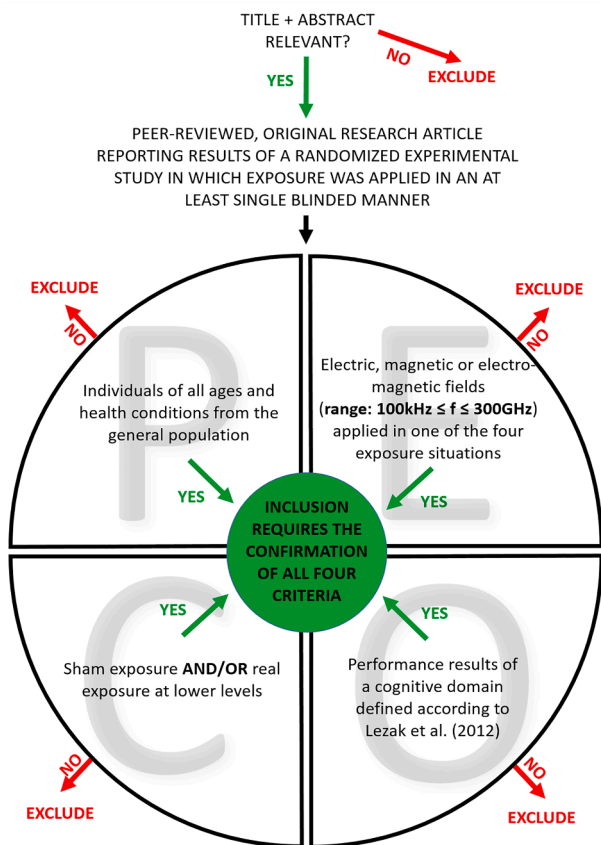 TITLE + ABSTRACT
RELEVANT?
NO
EXCLUDE
YES
PEER-REVIEWED, ORIGINAL RESEARCH ARTICLE
REPORTING RESULTS OF A RANDOMIZED EXPERIMENTAL
STUDY IN WHICH EXPOSURE WAS APPLIED IN AN AT
LEAST SINGLE BLINDED MANNER
EXCLUDE
NO
P
Individuals of all ages and
health conditions from the
general population
YES
EXCLUDE
NO
E
Electric, magnetic or electro-
magnetic fields
(range: 100kHz ≤ f ≤ 300GHz)
applied in one of the four
exposure situations
YES
INCLUSION
REQUIRES THE
CONFIRMATION
OF ALL FOUR
CRITERIA
C
YES
Sham exposure AND/OR real
exposure at lower levels
NO
EXCLUDE
O
YES
Performance results of
a cognitive domain
defined according to
Lezak et al. (2012)
NO
EXCLUDE